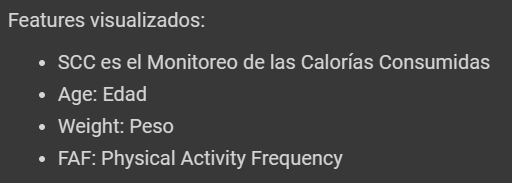 Features visualizados:
• SCC es el Monitoreo de las Calorías Consumidas
• Age: Edad
• Weight: Peso
• FAF: Physical Activity Frequency